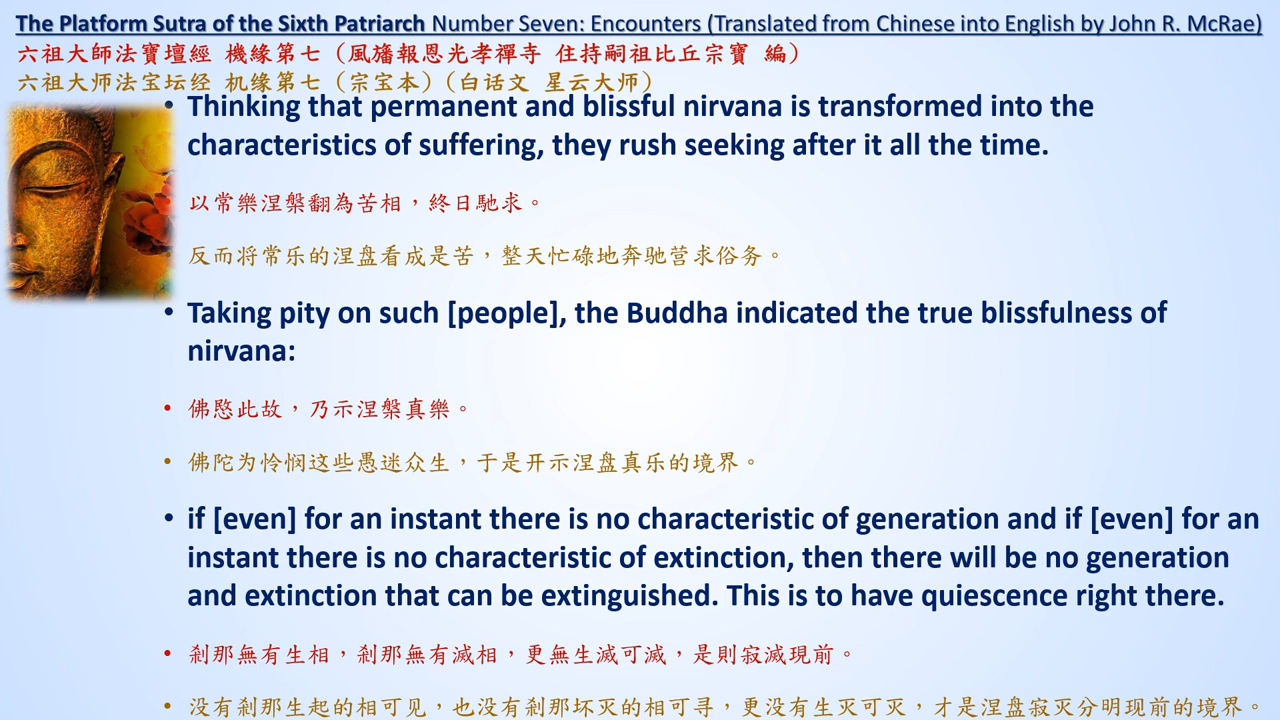 The Platform Sutra of the Sixth Patriarch Number Seven: Encounters (Translated from Chinese into English by John R. McRae)
六祖大師法寶壇經 機緣第七（風旛報恩光孝禪寺 住持嗣祖比丘宗寶 編）
六祖大师法宝坛经 机缘第七（宗宝本）（白话文 星云大师）
• Thinking that permanent and blissful nirvana is transformed into the
characteristics of suffering, they rush seeking after it all the time.
以常樂涅槃翻為苦相，終日馳求。
反而将常乐的涅盘看成是苦，整天忙碌地奔驰营求俗务。
• Taking pity on such [people], the Buddha indicated the true blissfulness of
nirvana:
• 佛愍此故，乃示涅槃真樂。
• 佛陀为怜悯这些愚迷众生，于是开示涅盘真乐的境界。
• if [even] for an instant there is no characteristic of generation and if [even] for an
instant there is no characteristic of extinction, then there will be no generation
and extinction that can be extinguished. This is to have quiescence right there.
• 剎那無有生相，剎那無有滅相，更無生滅可滅，是則寂滅現前。
• 没有刹那生起的相可见，也没有刹那坏灭的相可寻，更没有生灭可灭，才是涅盘寂灭分明现前的境界。